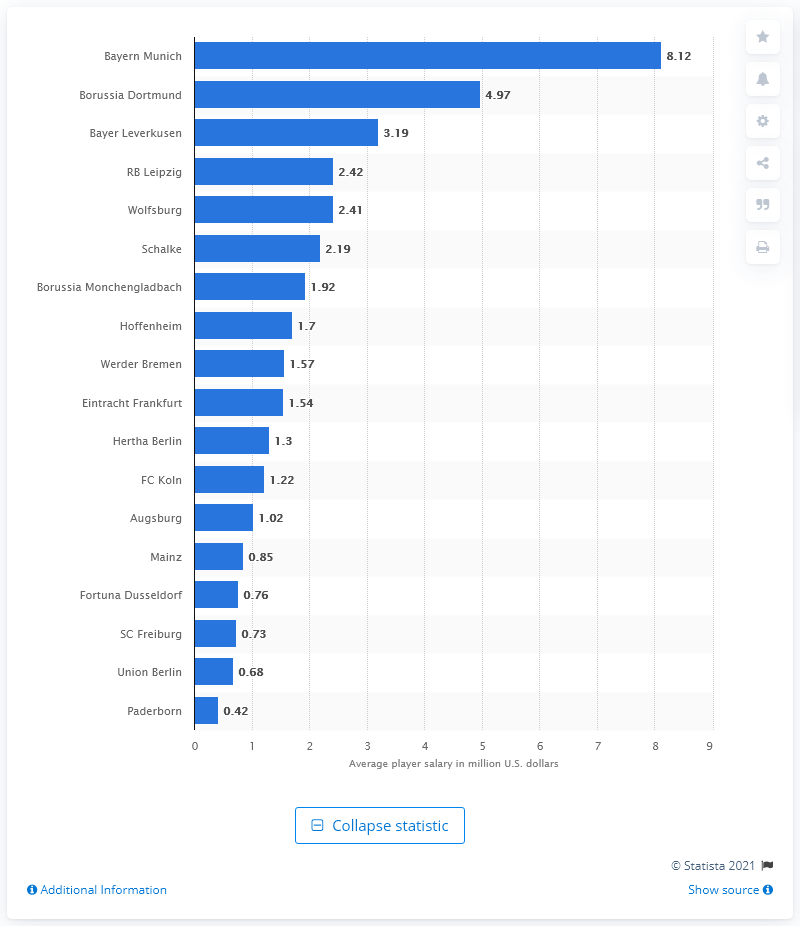 Bayern Munich 8.12
Borussia Dortmund 4.97
Bayer Leverkusen 3.19
RB Leipzig 2.42
Wolfsburg 2.41
Schalke 2.19
Borussia Monchengladbach 1.92
Hoffenheim 1.7
Werder Bremen 1.57
Eintracht Frankfurt 1.54
Hertha Berlin 1.3
FC Koln 1.22
Augsburg 1.02
Mainz 0.85
Fortuna Dusseldorf 0.76
SC Freiburg 0.73
Union Berlin 0.68
Paderborn 0.42
0 1 2 3 4 5 6 7 8 9
Average player salary in million U.S. dollars
Collapse statistic
© Statista 2021
Additional Information Show source